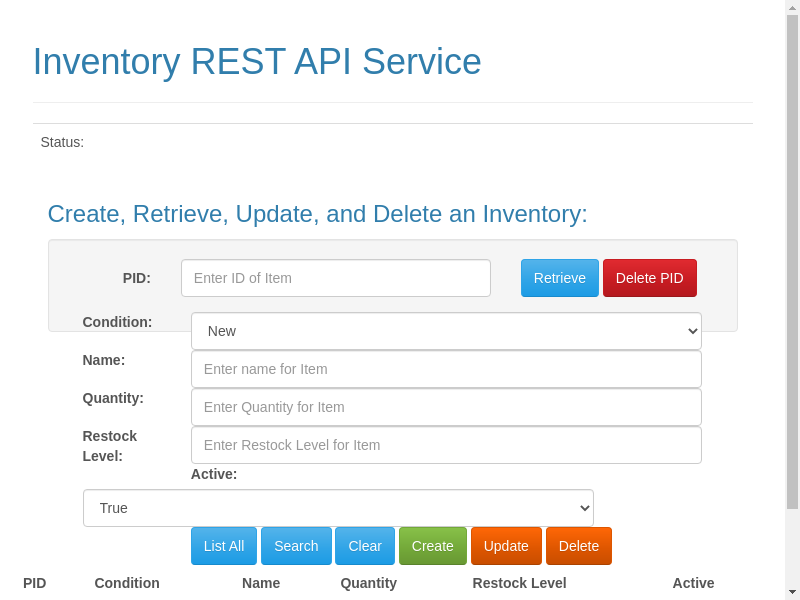 Inventory REST API Service
Status:
Create, Retrieve, Update, and Delete an Inventory:
PID: Enter ID of Item Retrieve Delete PID
Condition: New
Name: Enter name for Item
Quantity: Enter Quantity for Item
Restock Level: Enter Restock Level for Item
Active:
True
List All Search Clear Create Update Delete
PID Condition Name Quantity Restock Level Active